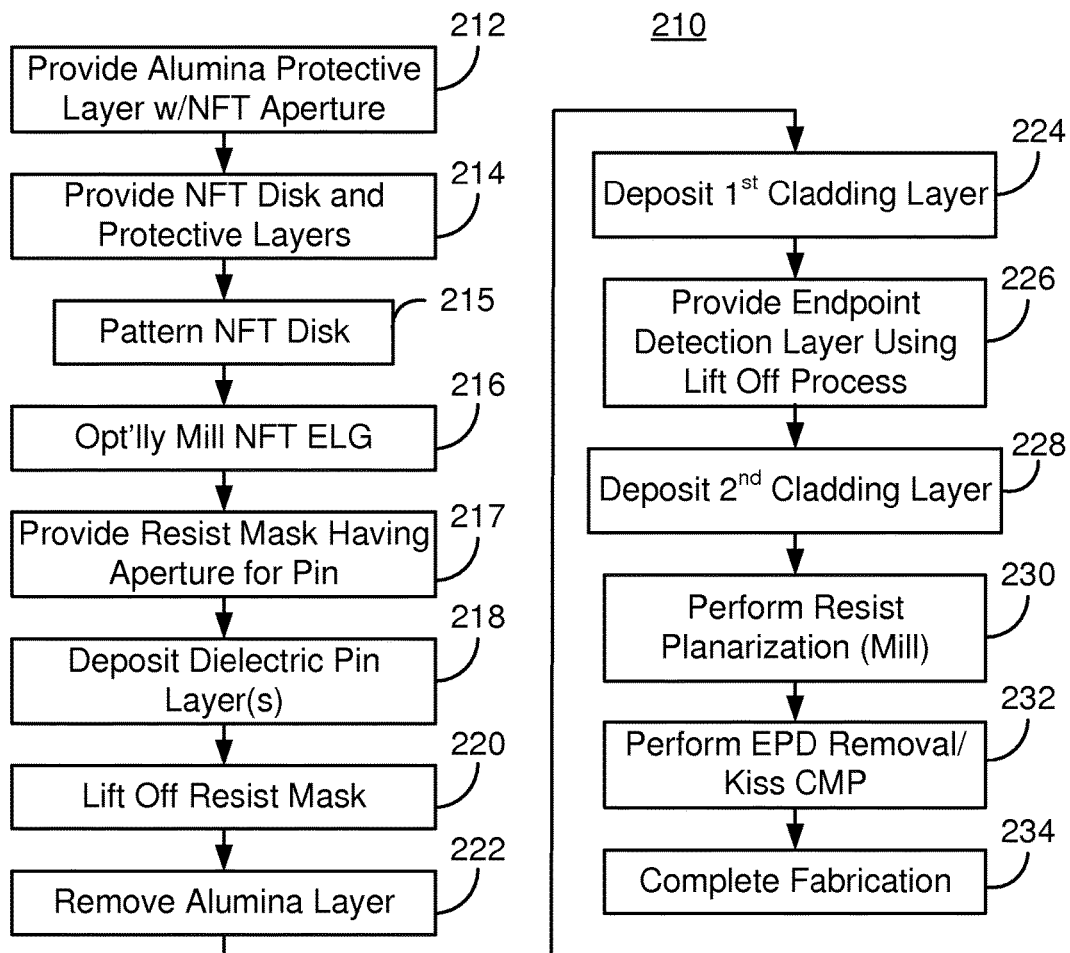 210
212
Provide Alumina Protective
Layer w/NFT Aperture
214
Provide NFT Disk and
Protective Layers
215
Pattern NFT Disk
216
Opt'lly Mill NFT ELG
217
Provide Resist Mask Having
Aperture for Pin
218
Deposit Dielectric Pin
Layer(s)
220
Lift Off Resist Mask
222
Remove Alumina Layer
224
Deposit 1st Cladding Layer
226
Provide Endpoint
Detection Layer Using
Lift Off Process
228
Deposit 2nd Cladding Layer
230
Perform Resist
Planarization (Mill)
232
Perform EPD Removal/
Kiss CMP
234
Complete Fabrication